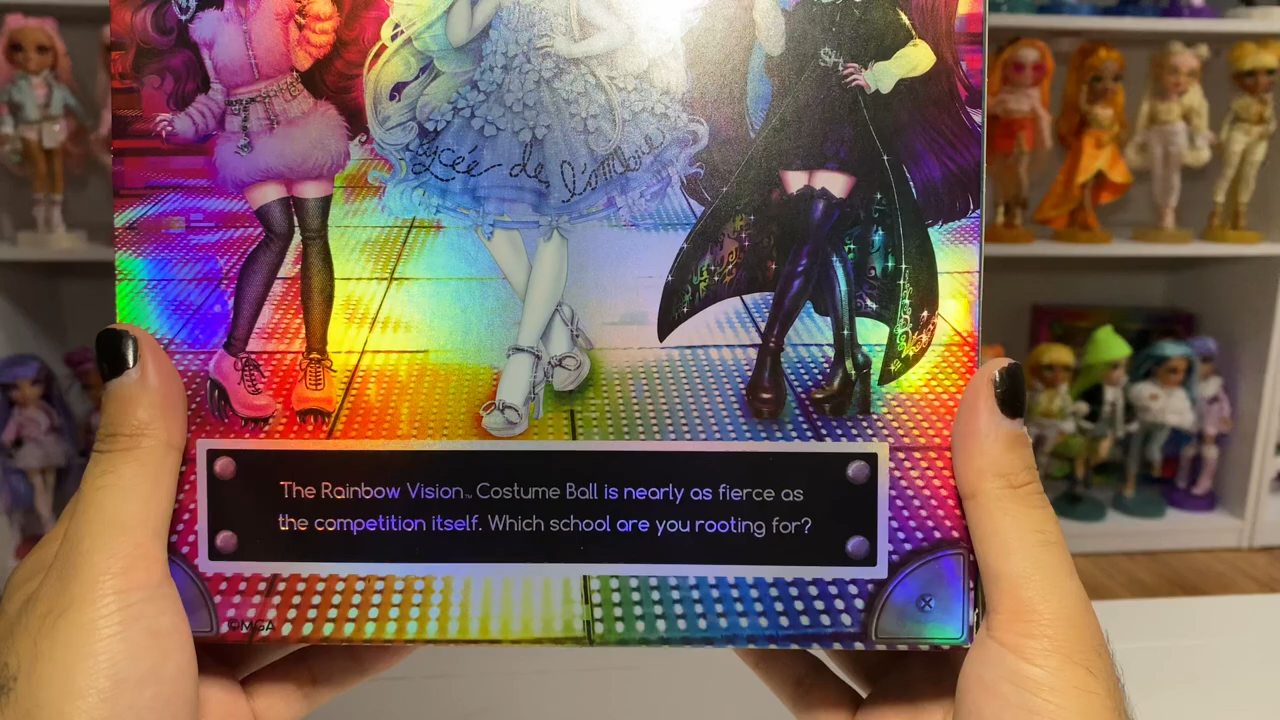 SH
Lycée de l'ombre
The Rainbow Vision™ Costume Ball is nearly as fierce as
the competition itself. Which school are you rooting for?
©MGA